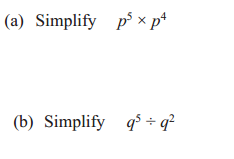 (a) Simplify p⁵ × p⁴
(b) Simplify q⁵ ÷ q²